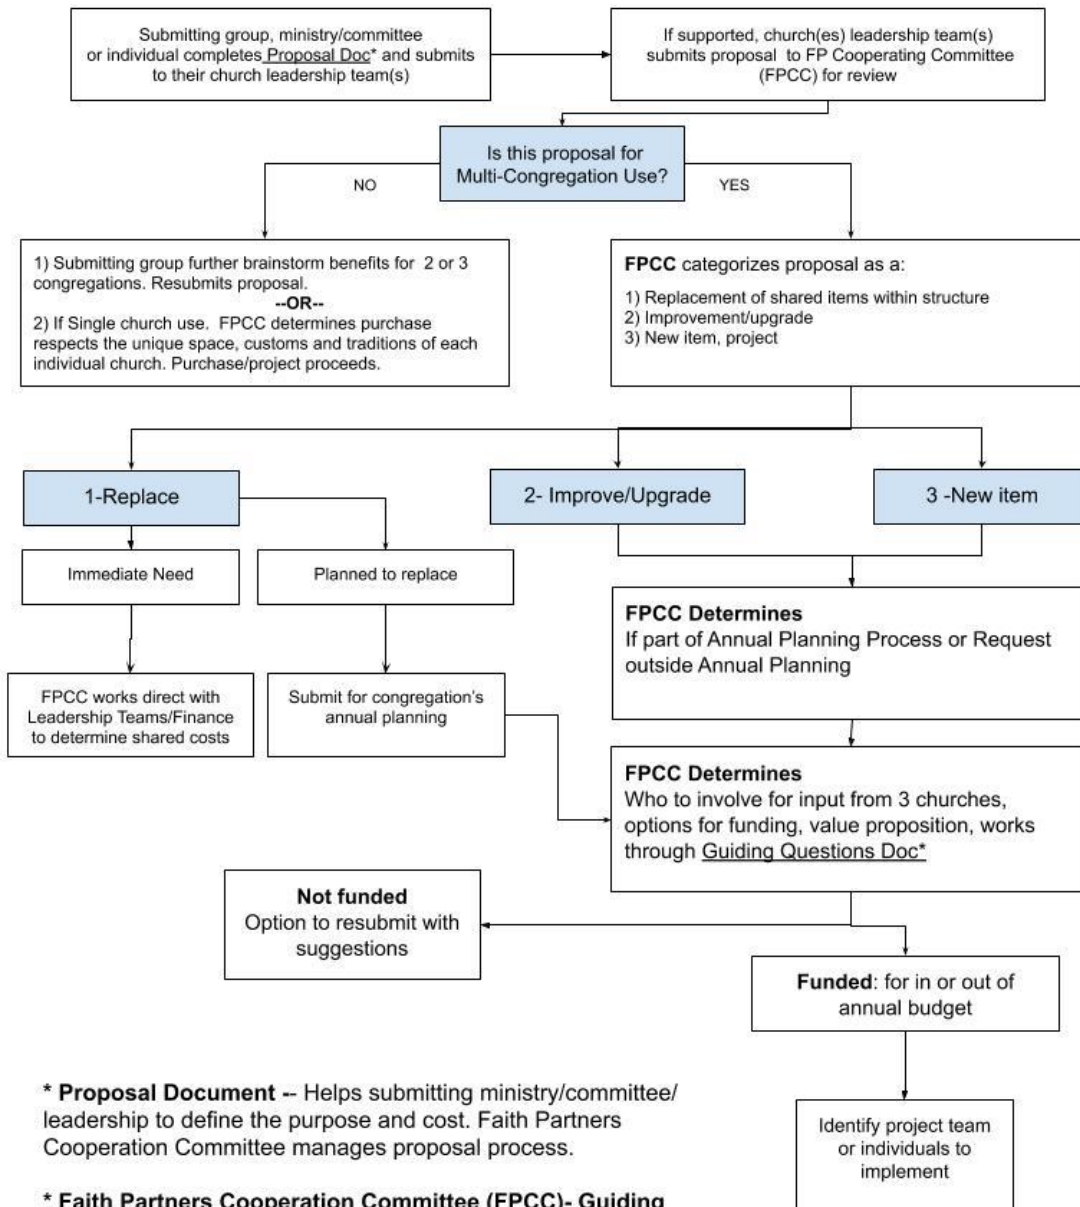 Submitting group, ministry/committee
or individual completes Proposal Doc* and submits
to their church leadership team(s)
If supported, church(es) leadership team(s)
submits proposal to FP Cooperating Committee
(FPCC) for review
Is this proposal for
Multi-Congregation Use?
NO
YES
1) Submitting group further brainstorm benefits for 2 or 3
congregations. Resubmits proposal.
--OR--
2) If Single church use. FPCC determines purchase
respects the unique space, customs and traditions of each
individual church. Purchase/project proceeds.
FPCC categorizes proposal as a:
1) Replacement of shared items within structure
2) Improvement/upgrade
3) New item, project
1-Replace
2- Improve/Upgrade
3 -New item
Immediate Need
Planned to replace
FPCC Determines
If part of Annual Planning Process or Request
outside Annual Planning
FPCC works direct with
Leadership Teams/Finance
to determine shared costs
Submit for congregation's
annual planning
FPCC Determines
Who to involve for input from 3 churches,
options for funding, value proposition, works
through Guiding Questions Doc*
Not funded
Option to resubmit with
suggestions
Funded: for in or out of
annual budget
Identify project team
or individuals to
implement
* Proposal Document -- Helps submitting ministry/committee/
leadership to define the purpose and cost. Faith Partners
Cooperation Committee manages proposal process.
* Faith Partners Cooperation Committee (FPCC)- Guiding